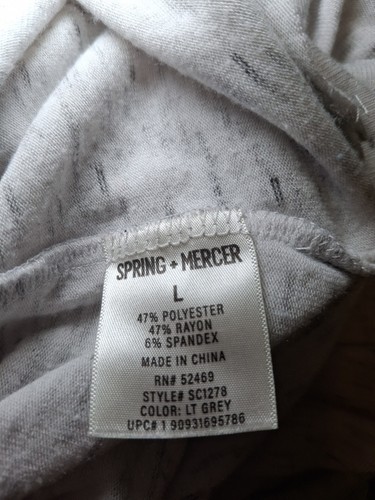 SPRING + MERCER
L
47% POLYESTER
47% RAYON
6% SPANDEX
MADE IN CHINA
RN# 52469
STYLE# SC1278
COLOR: LT GREY
UPC# 1 90931695786